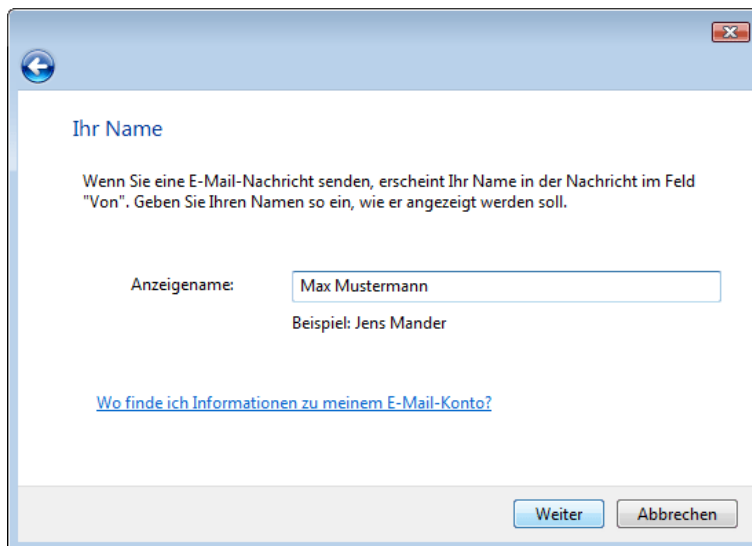 Ihr Name
Wenn Sie eine E-Mail-Nachricht senden, erscheint Ihr Name in der Nachricht im Feld
"Von". Geben Sie Ihren Namen so ein, wie er angezeigt werden soll.
Anzeigename: Max Mustermann
Beispiel: Jens Mander
Wo finde ich Informationen zu meinem E-Mail-Konto?
Weiter Abbrechen